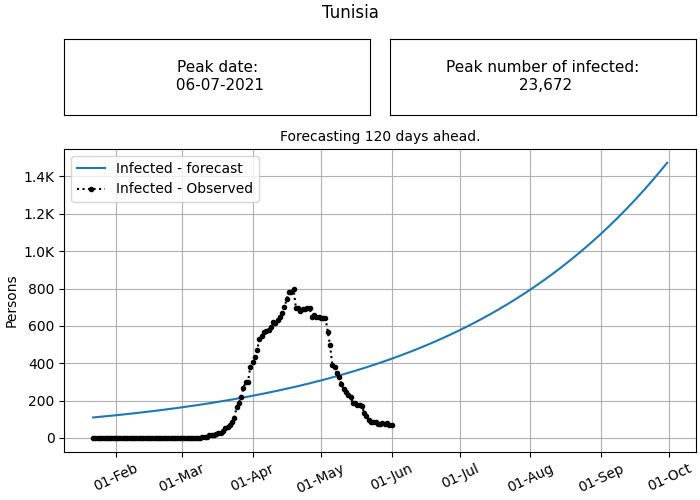 Tunisia
Peak date:
06-07-2021
Peak number of infected:
23,672
Forecasting 120 days ahead.
Infected - forecast
Infected - Observed
Persons
1.4K
1.2K
1.0K
800
600
400
200
0
01-Feb
01-Mar
01-Apr
01-May
01-Jun
01-Jul
01-Aug
01-Sep
01-Oct